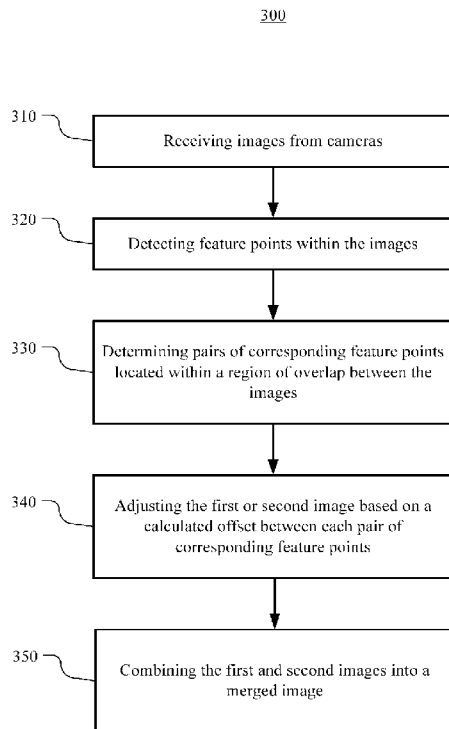 300
310
Receiving images from cameras
320
Detecting feature points within the images
330
Determining pairs of corresponding feature points
located within a region of overlap between the
images
340
Adjusting the first or second image based on a
calculated offset between each pair of
corresponding feature points
350
Combining the first and second images into a
merged image